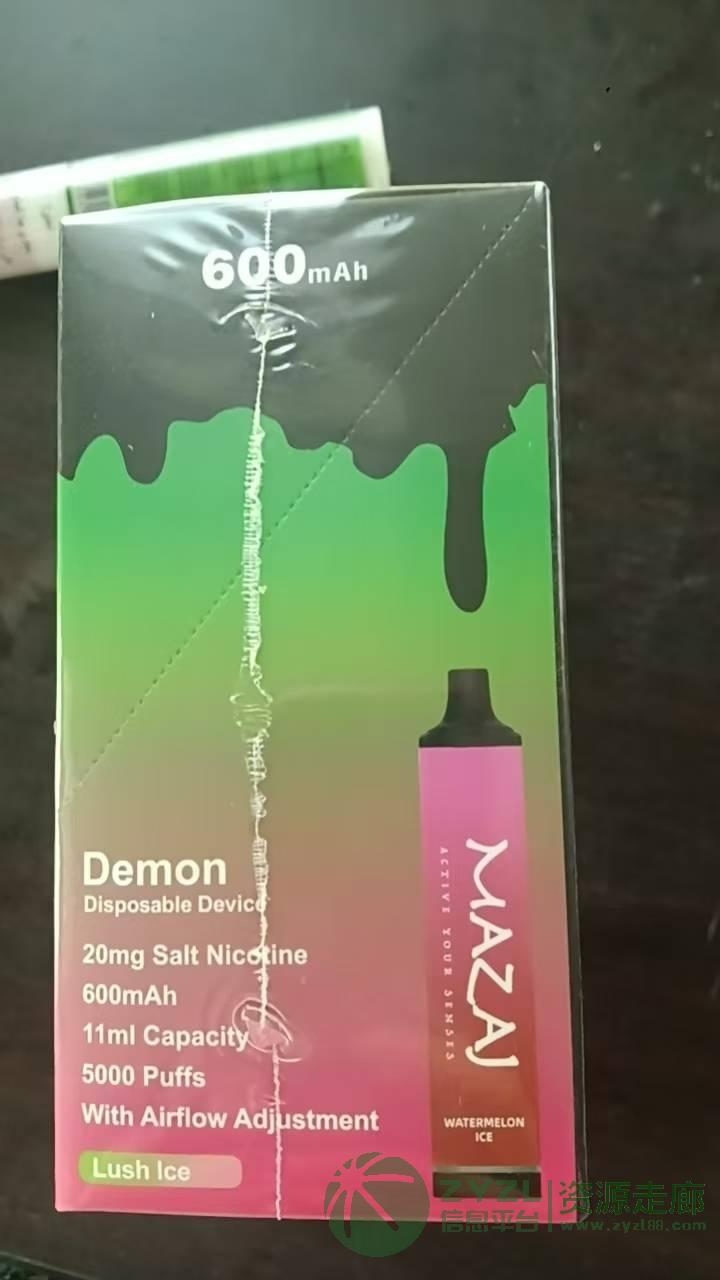 600mAh
Demon
Disposable Device
20mg Salt Nicotine
600mAh
11ml Capacity
5000 Puffs
With Airflow Adjustment
Lush Ice
MAZAJ
ACTIVE YOUR SENSES
WATERMELON
ICE
ZYZL 资源走廊
信息平台 www.zyzl88.com